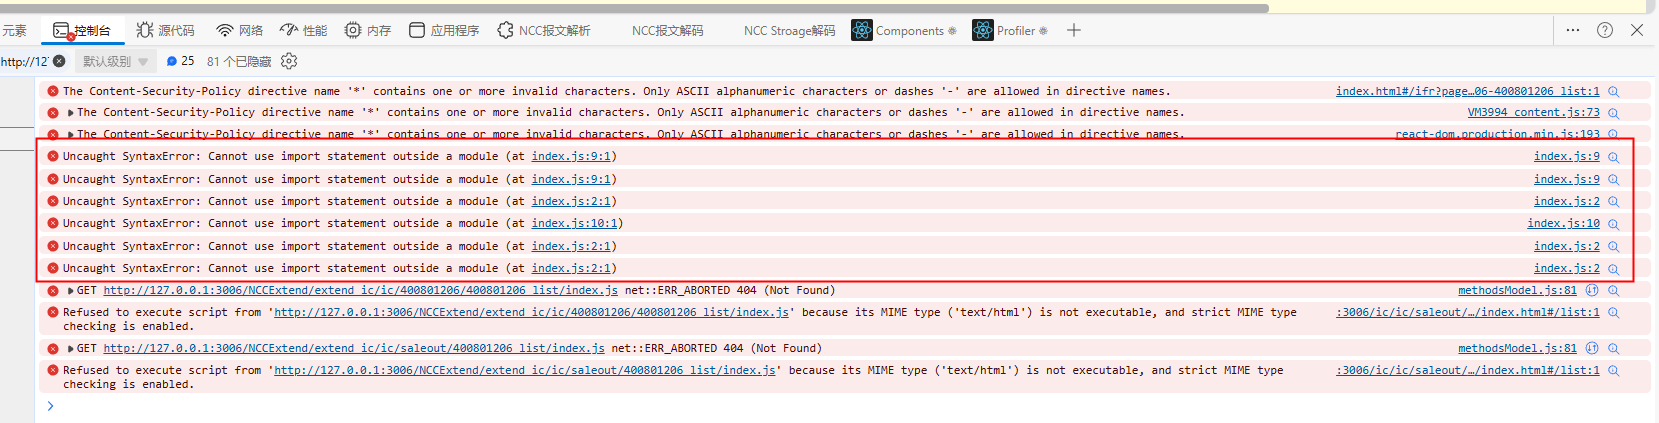 元素 控制台 源代码 网络 性能 内存 应用程序 NCC报文解析 NCC报文解码 NCC Stroage解码 Components Profiler
http://12 默认级别 25 81 个已隐藏
The Content-Security-Policy directive name '*' contains one or more invalid characters. Only ASCII alphanumeric characters or dashes '-' are allowed in directive names. index.html#/ifr?page…06-400801206_list:1
The Content-Security-Policy directive name '*' contains one or more invalid characters. Only ASCII alphanumeric characters or dashes '-' are allowed in directive names. VM3994 content.js:73
The Content-Security-Policy directive name '*' contains one or more invalid characters. Only ASCII alphanumeric characters or dashes '-' are allowed in directive names. react-dom.production.min.js:193
Uncaught SyntaxError: Cannot use import statement outside a module (at index.js:9:1) index.js:9
Uncaught SyntaxError: Cannot use import statement outside a module (at index.js:9:1) index.js:9
Uncaught SyntaxError: Cannot use import statement outside a module (at index.js:2:1) index.js:2
Uncaught SyntaxError: Cannot use import statement outside a module (at index.js:10:1) index.js:10
Uncaught SyntaxError: Cannot use import statement outside a module (at index.js:2:1) index.js:2
Uncaught SyntaxError: Cannot use import statement outside a module (at index.js:2:1) index.js:2
GET http://127.0.0.1:3006/NCCExtend/extend_ic/ic/400801206/400801206_list/index.js net::ERR_ABORTED 404 (Not Found) methodsModel.js:81
Refused to execute script from 'http://127.0.0.1:3006/NCCExtend/extend_ic/ic/400801206/400801206_list/index.js' because its MIME type ('text/html') is not executable, and strict MIME type :3006/ic/ic/saleout/…/index.html#/list:1
checking is enabled.
GET http://127.0.0.1:3006/NCCExtend/extend_ic/ic/saleout/400801206_list/index.js net::ERR_ABORTED 404 (Not Found) methodsModel.js:81
Refused to execute script from 'http://127.0.0.1:3006/NCCExtend/extend_ic/ic/saleout/400801206_list/index.js' because its MIME type ('text/html') is not executable, and strict MIME type :3006/ic/ic/saleout/…/index.html#/list:1
checking is enabled.